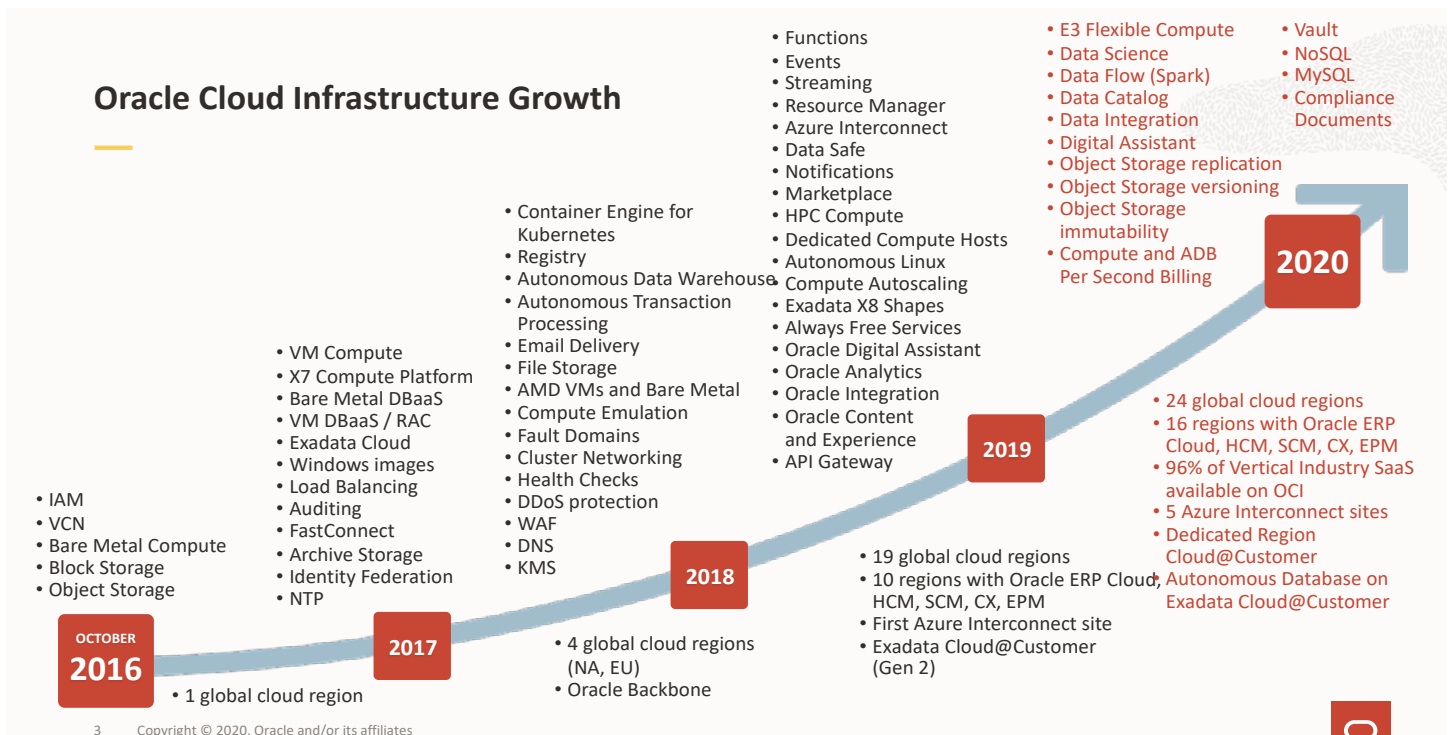 Oracle Cloud Infrastructure Growth
• IAM
• VCN
• Bare Metal Compute
• Block Storage
• Object Storage
OCTOBER
2016
• 1 global cloud region
• VM Compute
• X7 Compute Platform
• Bare Metal DBaaS
• VM DBaaS / RAC
• Exadata Cloud
• Windows images
• Load Balancing
• Auditing
• FastConnect
• Archive Storage
• Identity Federation
• NTP
2017
• Container Engine for
Kubernetes
• Registry
• Autonomous Data Warehouse
• Autonomous Transaction
Processing
• Email Delivery
• File Storage
• AMD VMs and Bare Metal
• Compute Emulation
• Fault Domains
• Cluster Networking
• Health Checks
• DDoS protection
• WAF
• DNS
• KMS
2018
• 4 global cloud regions
(NA, EU)
• Oracle Backbone
• Functions
• Events
• Streaming
• Resource Manager
• Azure Interconnect
• Data Safe
• Notifications
• Marketplace
• HPC Compute
• Dedicated Compute Hosts
• Autonomous Linux
• Compute Autoscaling
• Exadata X8 Shapes
• Always Free Services
• Oracle Digital Assistant
• Oracle Analytics
• Oracle Integration
• Oracle Content
and Experience
• API Gateway
2019
• 19 global cloud regions
• 10 regions with Oracle ERP Cloud,
HCM, SCM, CX, EPM
• First Azure Interconnect site
• Exadata Cloud@Customer
(Gen 2)
• E3 Flexible Compute
• Data Science
• Data Flow (Spark)
• Data Catalog
• Data Integration
• Digital Assistant
• Object Storage replication
• Object Storage versioning
• Object Storage
immutability
• Compute and ADB
Per Second Billing
• Vault
• NoSQL
• MySQL
• Compliance
Documents
2020
• 24 global cloud regions
• 16 regions with Oracle ERP
Cloud, HCM, SCM, CX, EPM
• 96% of Vertical Industry SaaS
available on OCI
• 5 Azure Interconnect sites
• Dedicated Region
Cloud@Customer
• Autonomous Database on
Exadata Cloud@Customer
3 Copyright © 2020, Oracle and/or its affiliates